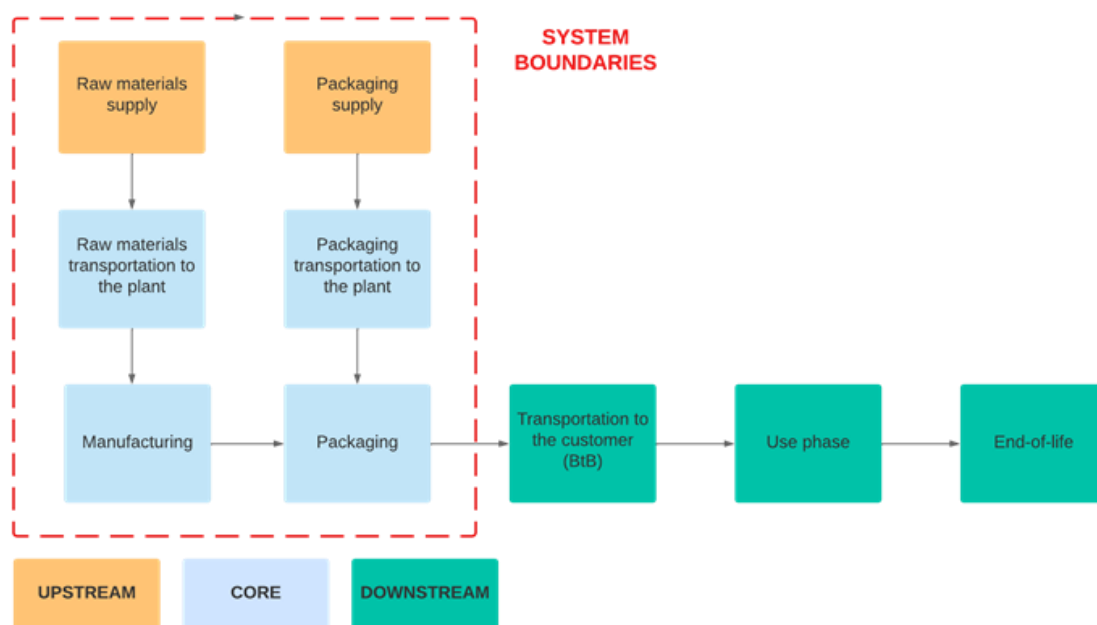 SYSTEM
BOUNDARIES
Raw materials
supply
Packaging
supply
Raw materials
transportation to
the plant
Packaging
transportation to
the plant
Manufacturing
Packaging
Transportation to
the customer
(BtB)
Use phase
End-of-life
UPSTREAM
CORE
DOWNSTREAM